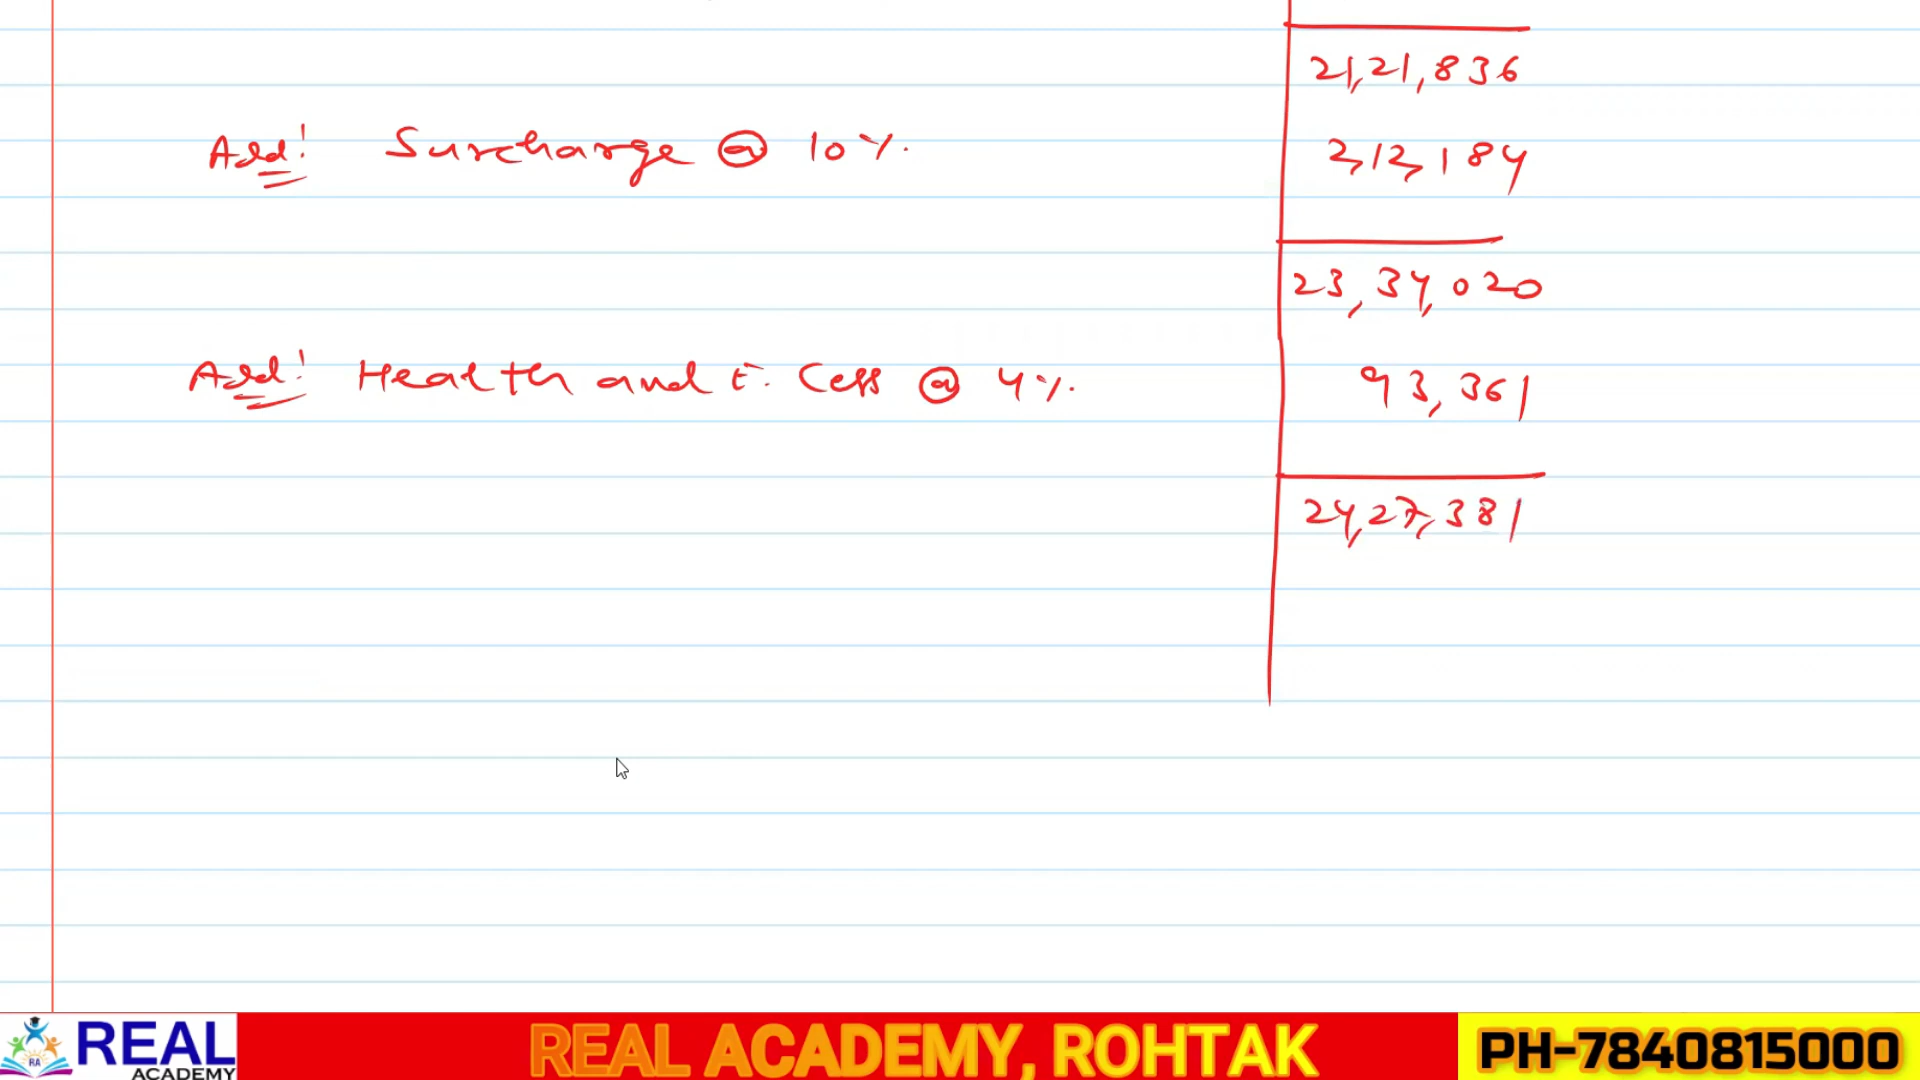 21,21,836
Add: Surcharge @ 10%. 2,12,184
23,34,020
Add: Health and E. Cess @ 4%. 93,361
24,27,381
RA
REAL
ACADEMY
REAL ACADEMY, ROHTAK
PH-7840815000